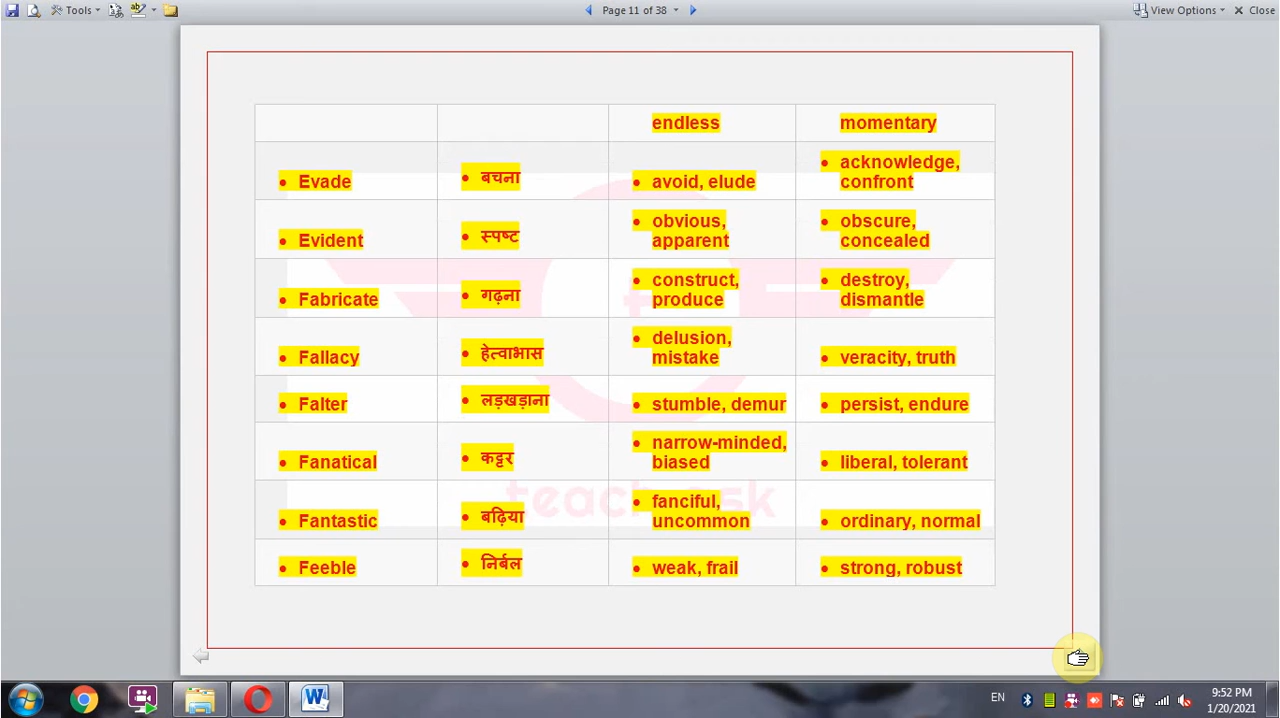 Tools
Page 11 of 38
View Options
Close
endless
momentary
Evade
बचना
avoid, elude
acknowledge,
confront
Evident
स्पष्ट
obvious,
apparent
obscure,
concealed
Fabricate
गढ़ना
construct,
produce
destroy,
dismantle
Fallacy
हेत्वाभास
delusion,
mistake
veracity, truth
Falter
लड़खड़ाना
stumble, demur
persist, endure
Fanatical
कट्टर
narrow-minded,
biased
liberal, tolerant
Fantastic
बढ़िया
fanciful,
uncommon
ordinary, normal
Feeble
निर्बल
weak, frail
strong, robust
EN
9:52 PM
1/20/2021